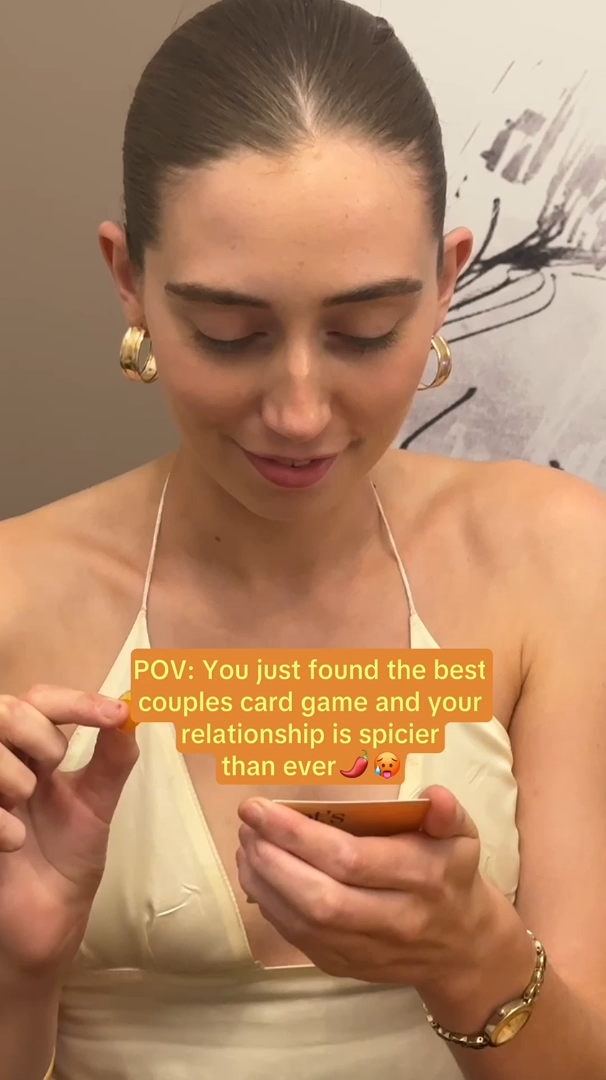 POV: You just found the best
couples card game and your
relationship is spicier
than ever🌶️🥵